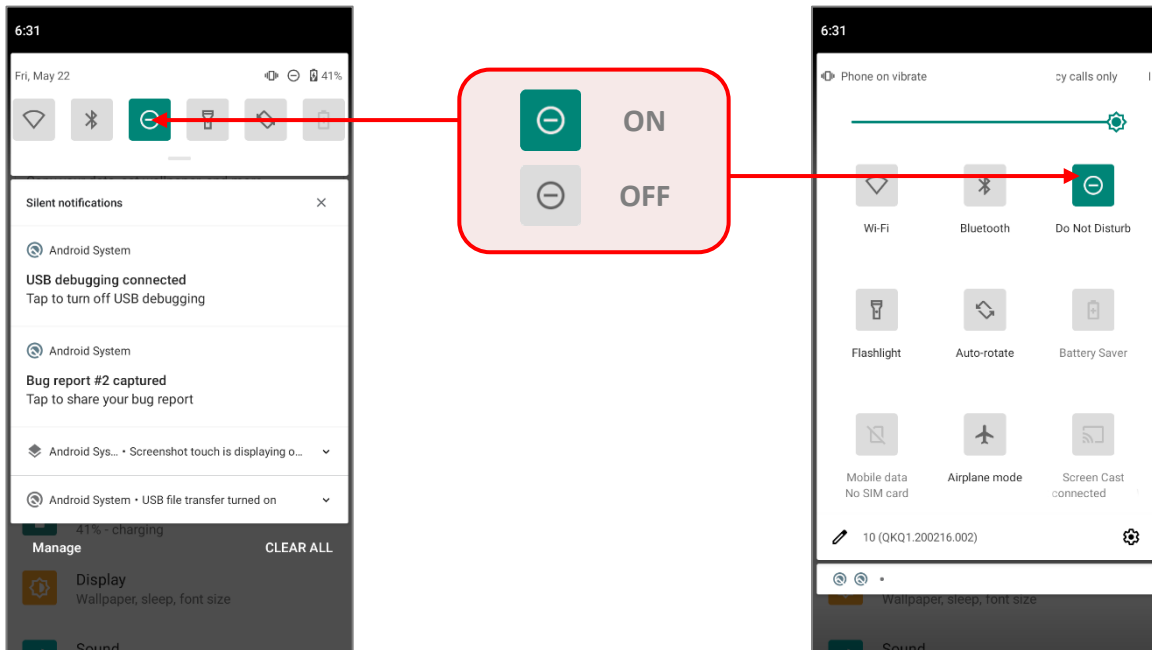 6:31
Fri, May 22
41%
Silent notifications
Android System
USB debugging connected
Tap to turn off USB debugging
Android System
Bug report #2 captured
Tap to share your bug report
Android Sys... • Screenshot touch is displaying o...
Android System • USB file transfer turned on
41% - charging
Manage
CLEAR ALL
Display
Wallpaper, sleep, font size
Sound
ON
OFF
6:31
Phone on vibrate
cy calls only
Wi-Fi
Bluetooth
Do Not Disturb
Flashlight
Auto-rotate
Battery Saver
Mobile data
No SIM card
Airplane mode
Screen Cast
connected
10 (QKQ1.200216.002)
Wallpaper, sleep, font size
Sound